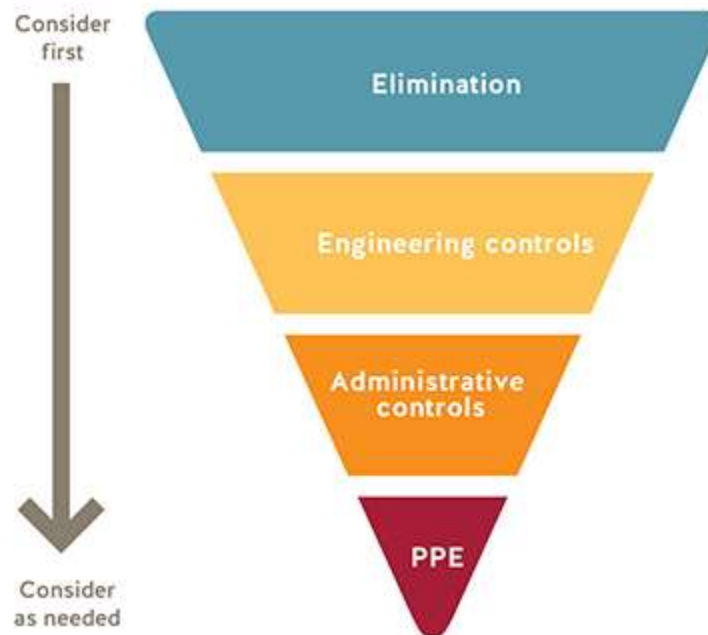 Consider
first
Elimination
Engineering controls
Administrative
controls
PPE
Consider
as needed